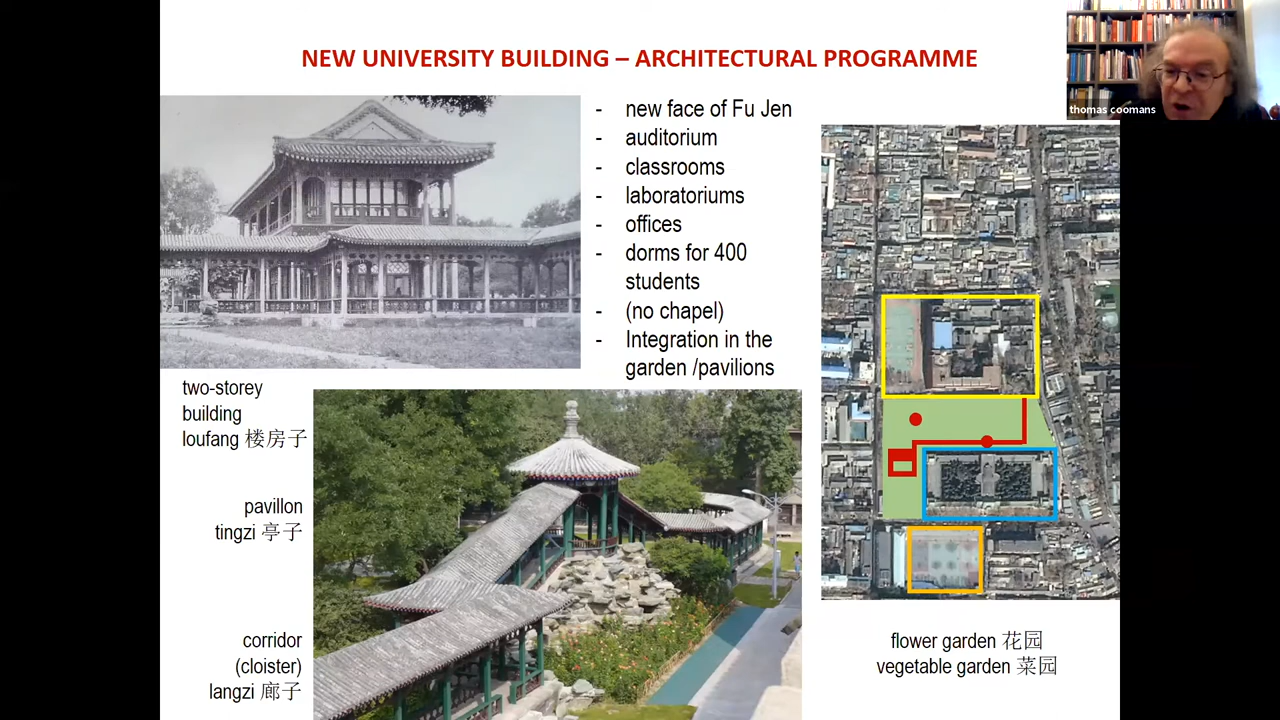 NEW UNIVERSITY BUILDING – ARCHITECTURAL PROGRAMME
thomas coomans
- new face of Fu Jen
- auditorium
- classrooms
- laboratoriums
- offices
- dorms for 400
students
- (no chapel)
- Integration in the
garden /pavilions
two-storey
building
loufang 楼房子
pavillon
tingzi 亭子
corridor
(cloister)
langzi 廊子
flower garden 花园
vegetable garden 菜园